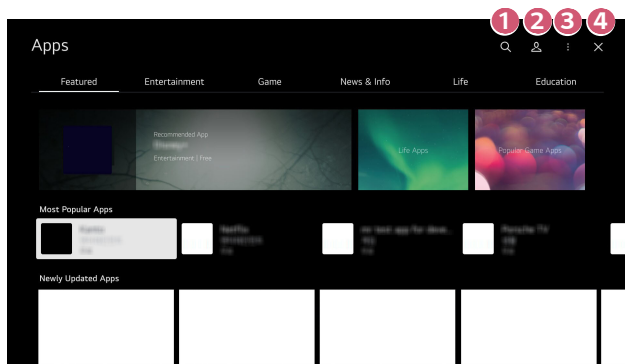 1 2 3 4
Apps
Featured Entertainment Game News & Info Life Education
Recommended App
Entertainment | Free
Life Apps
Popular Game Apps
Most Popular Apps
Netflix
Porsche TV
Newly Updated Apps